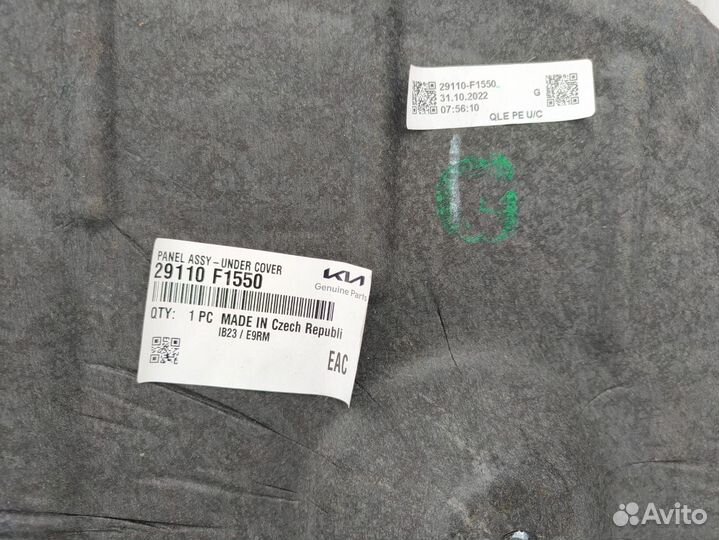 29110-F1550
31.10.2022
07:56:10
G
QLE PE U/C
G
PANEL ASSY-UNDER COVER
29110 F1550
KIA
Genuine Parts
QTY: 1 PC MADE IN Czech Republi
IB23 / E9RM
EAC
Avito